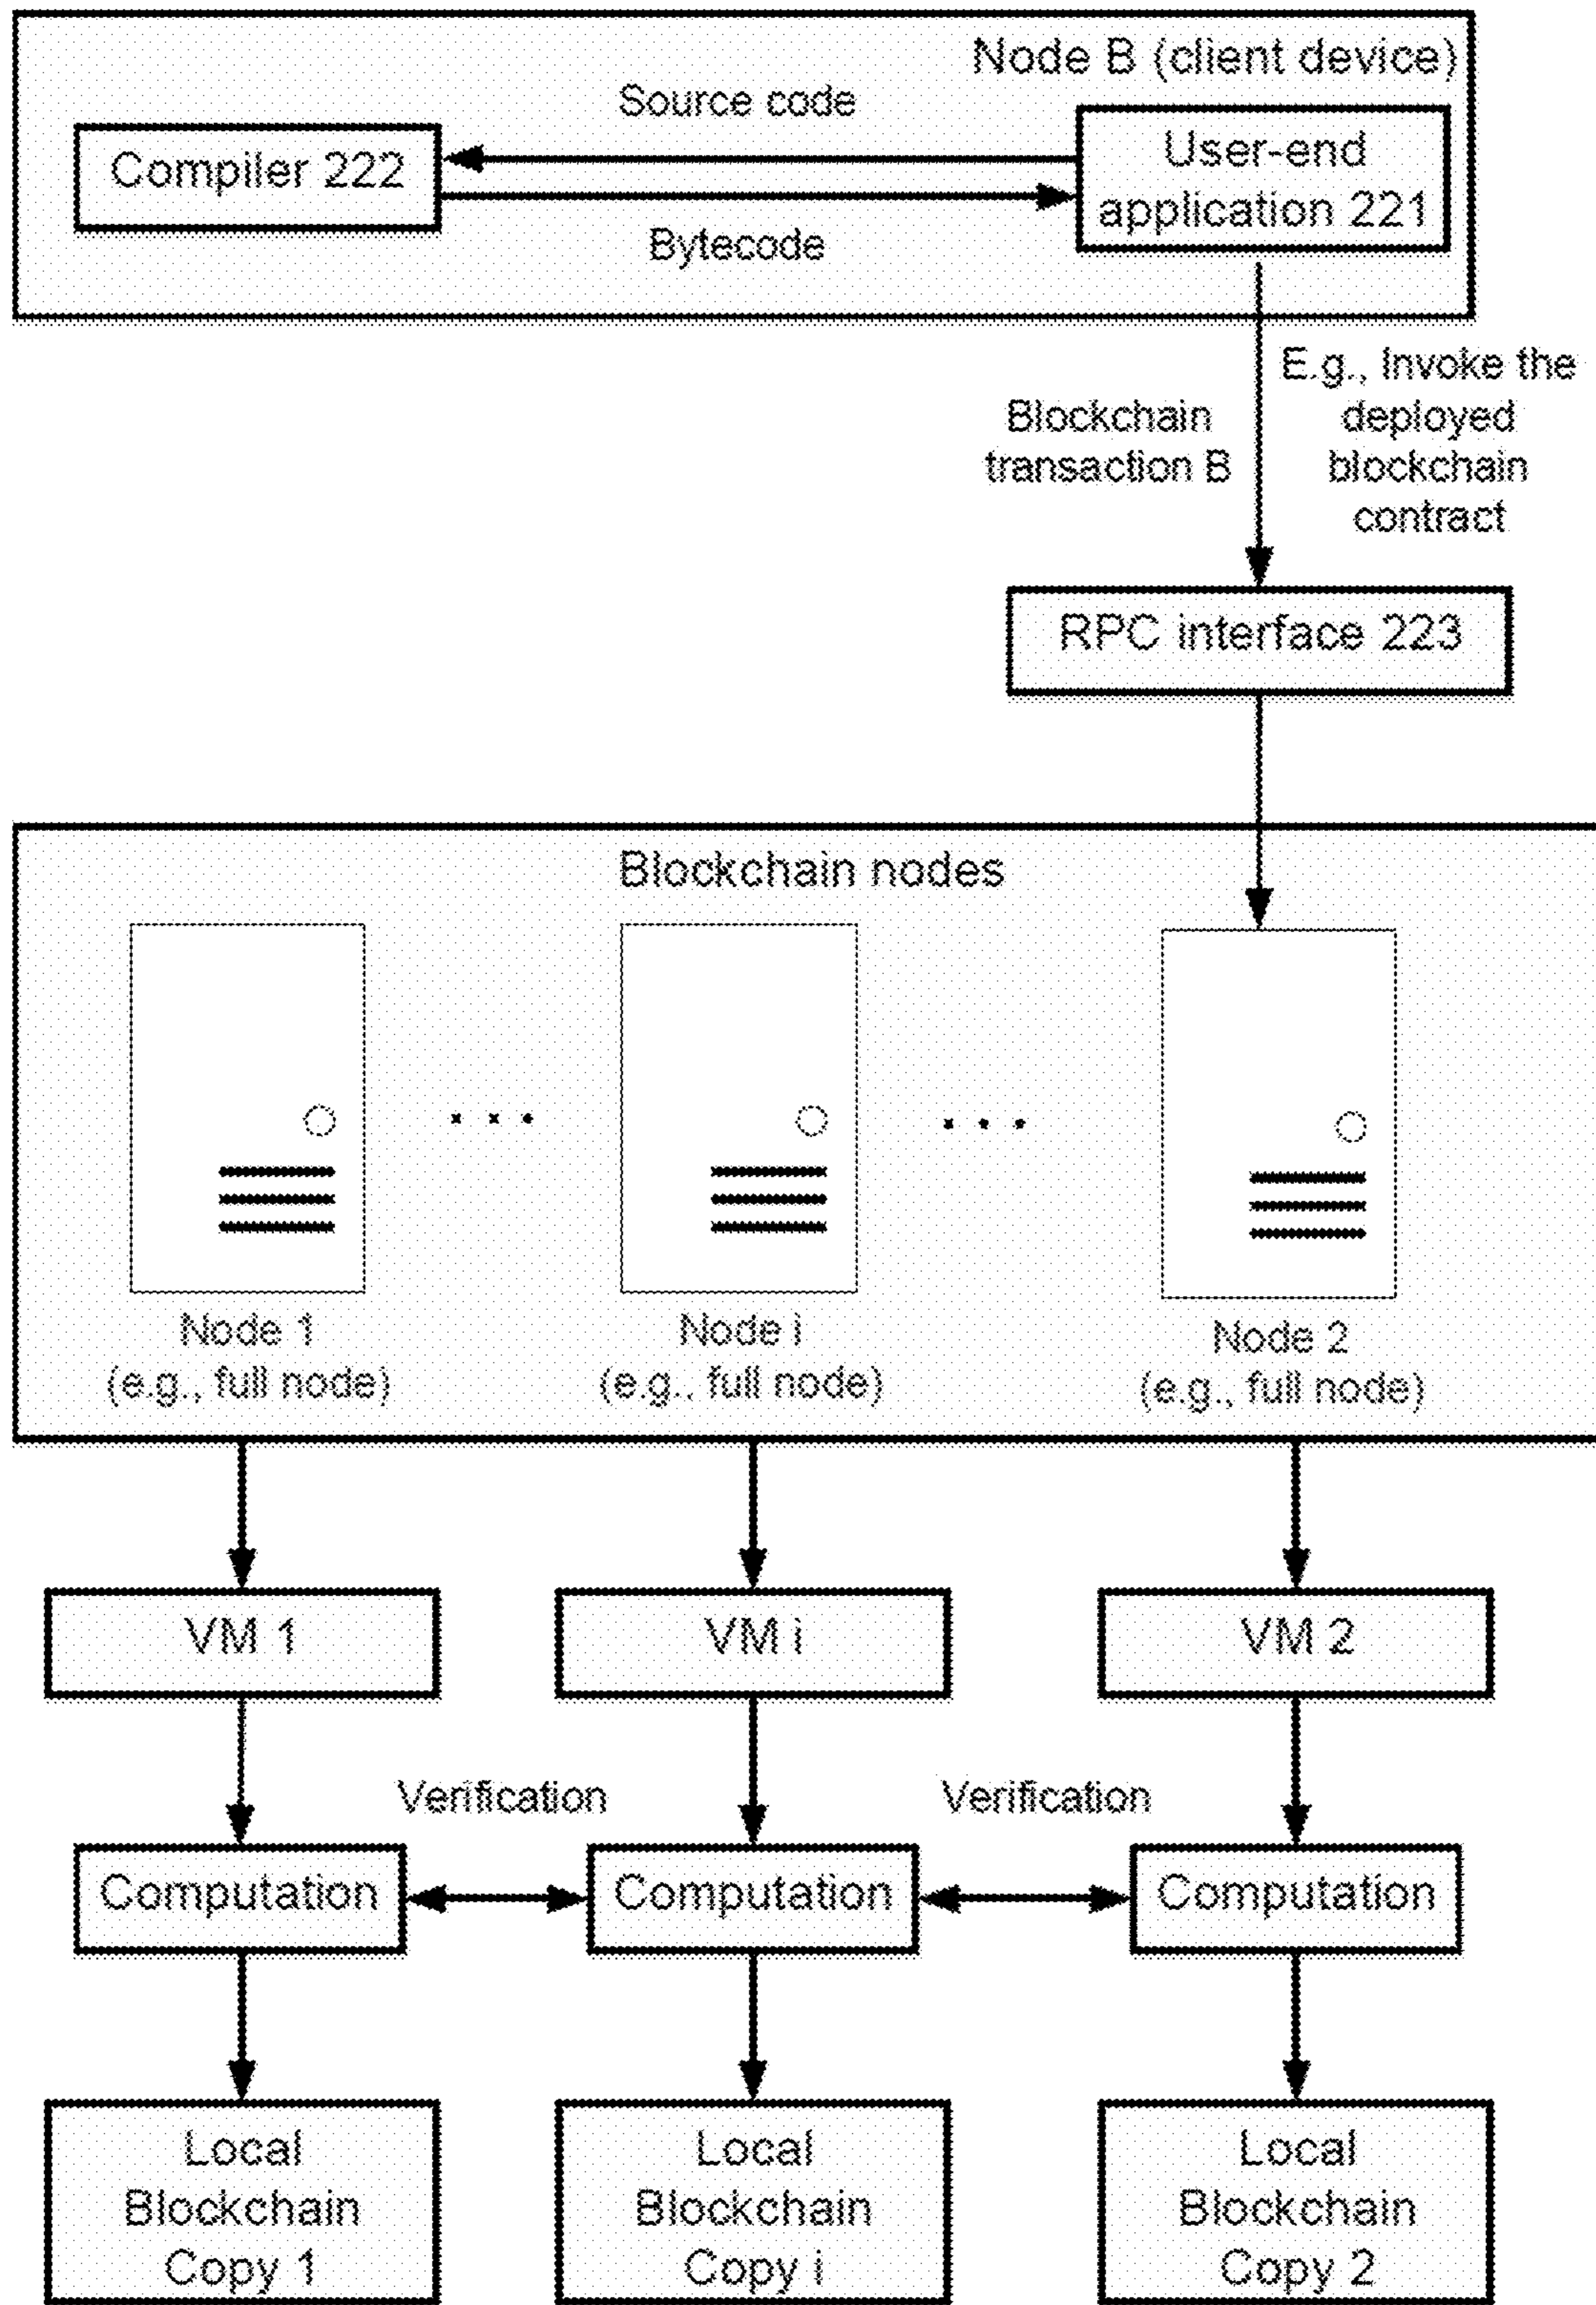 Node B (client device)
Source code
Compiler 222
User-end
application 221
Bytecode
E.g., Invoke the
deployed
blockchain
contract
Blockchain
transaction B
RPC interface 223
Blockchain nodes
Node 1
(e.g., full node)
Node i
(e.g., full node)
Node 2
(e.g., full node)
VM 1
VM i
VM 2
Verification
Verification
Computation
Computation
Computation
Local
Blockchain
Copy 1
Local
Blockchain
Copy i
Local
Blockchain
Copy 2